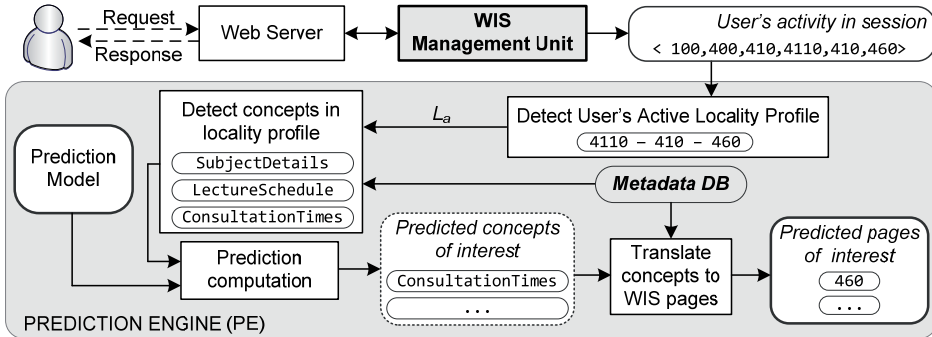 Request
Response
Web Server
WIS
Management Unit
User's activity in session
< 100,400,410,4110,410,460>
Detect User's Active Locality Profile
4110 – 410 – 460
La
Detect concepts in
locality profile
SubjectDetails
LectureSchedule
ConsultationTimes
Prediction
Model
Metadata DB
Prediction
computation
Predicted concepts
of interest
ConsultationTimes
...
Translate
concepts to
WIS pages
Predicted pages
of interest
460
...
PREDICTION ENGINE (PE)